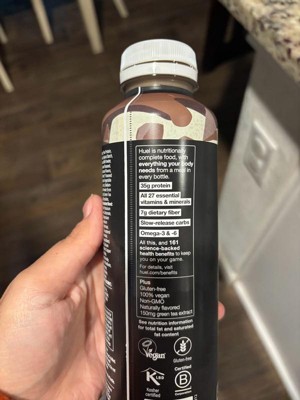 Huel is nutritionally
complete food, with
everything your body
needs from a meal in
every bottle.
35g protein
All 27 essential
vitamins & minerals
7g dietary fiber
Slow-release carbs
Omega-3 & -6
All this, and 161
science-backed
health benefits to keep
you on your game.
For details, visit
huel.com/benefits
Plus
Gluten-free
100% vegan
Non-GMO
Naturally flavored
150mg green tea extract
See nutrition information
for total fat and saturated
fat content
Vegan
Gluten-free
Kosher
certified
Certified
B
Corporation